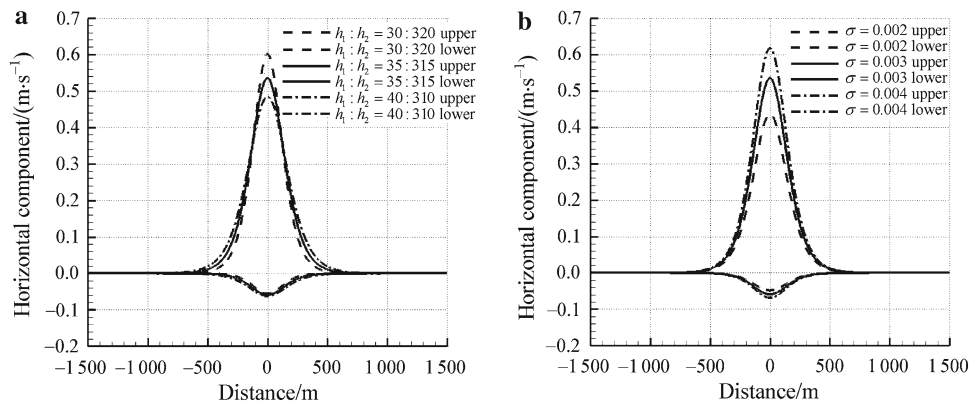 a
0.7
0.6
0.5
0.4
0.3
0.2
0.1
0.0
−0.1
−0.2
Horizontal component/(m·s⁻¹)
h₁ : h₂ = 30 : 320 upper
h₁ : h₂ = 30 : 320 lower
h₁ : h₂ = 35 : 315 upper
h₁ : h₂ = 35 : 315 lower
h₁ : h₂ = 40 : 310 upper
h₁ : h₂ = 40 : 310 lower
−1 500 −1 000 −500 0 500 1 000 1 500
Distance/m
b
0.7
0.6
0.5
0.4
0.3
0.2
0.1
0.0
−0.1
−0.2
Horizontal component/(m·s⁻¹)
σ = 0.002 upper
σ = 0.002 lower
σ = 0.003 upper
σ = 0.003 lower
σ = 0.004 upper
σ = 0.004 lower
−1 500 −1 000 −500 0 500 1 000 1 500
Distance/m